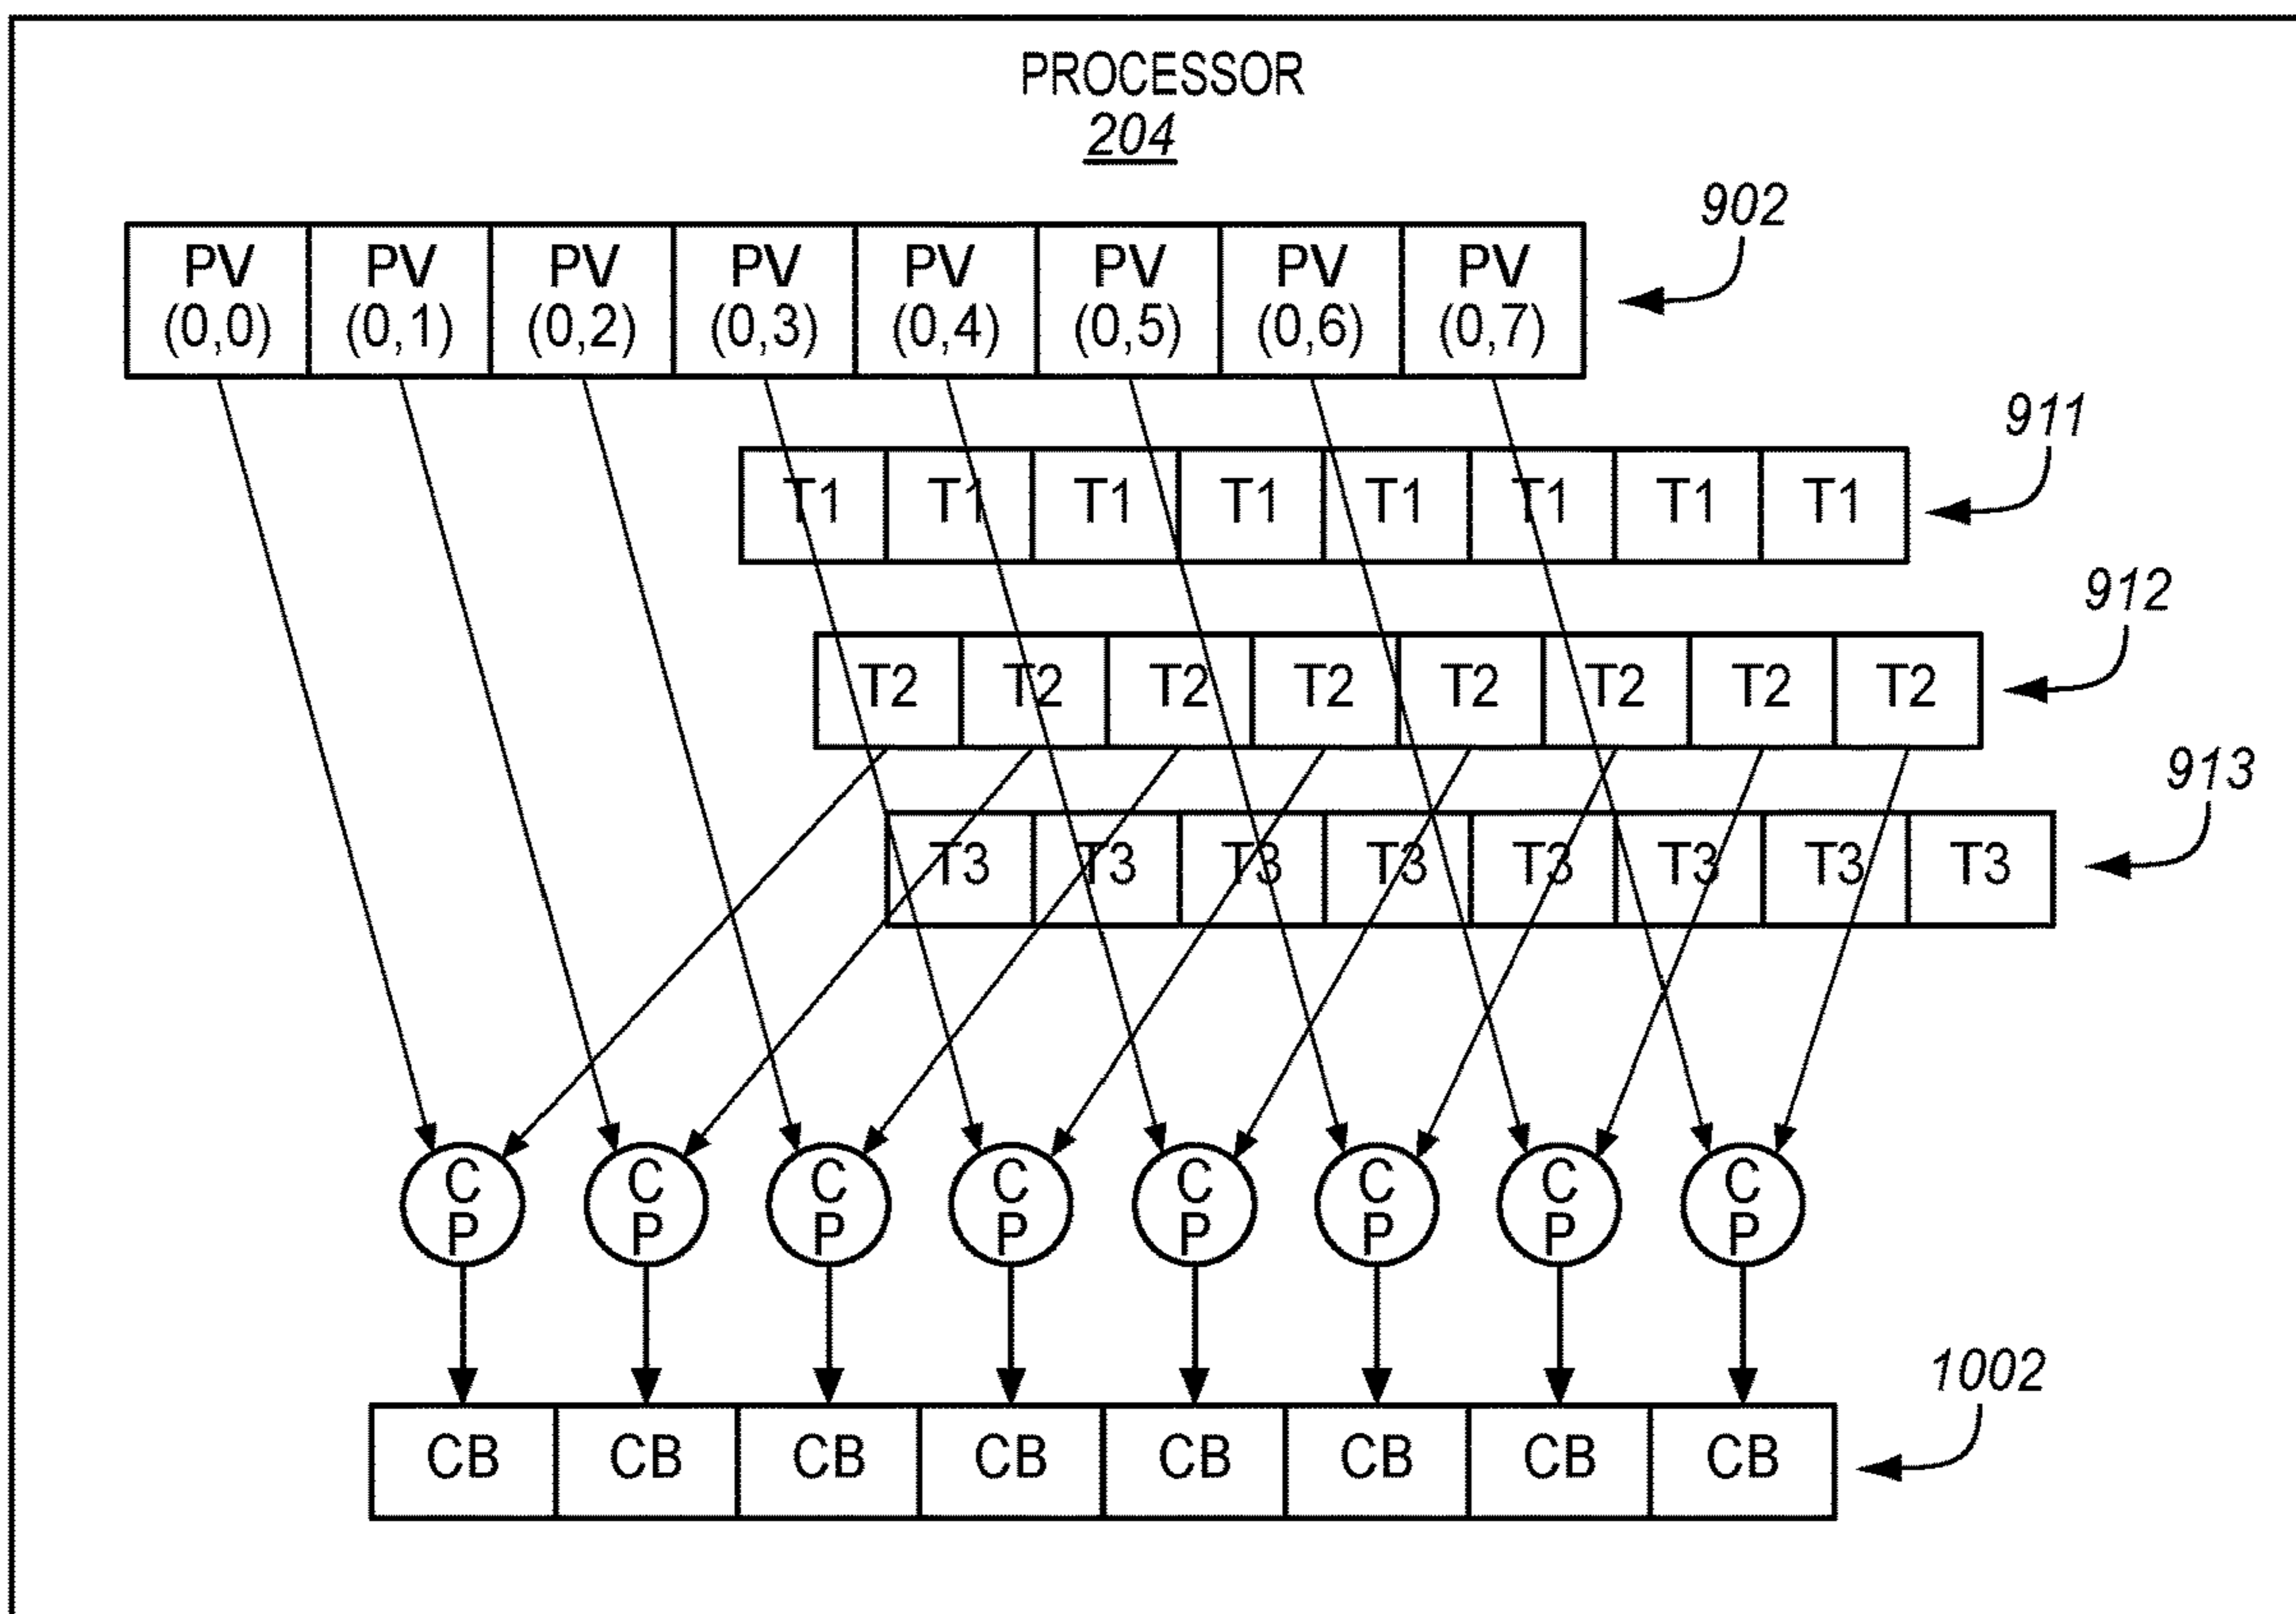 PROCESSOR
204
902
PV PV PV PV PV PV PV PV
(0,0) (0,1) (0,2) (0,3) (0,4) (0,5) (0,6) (0,7)
911
T1 T1 T1 T1 T1 T1 T1 T1
912
T2 T2 T2 T2 T2 T2 T2 T2
913
T3 T3 T3 T3 T3 T3 T3 T3
C C C C C C C C
P P P P P P P P
1002
CB CB CB CB CB CB CB CB